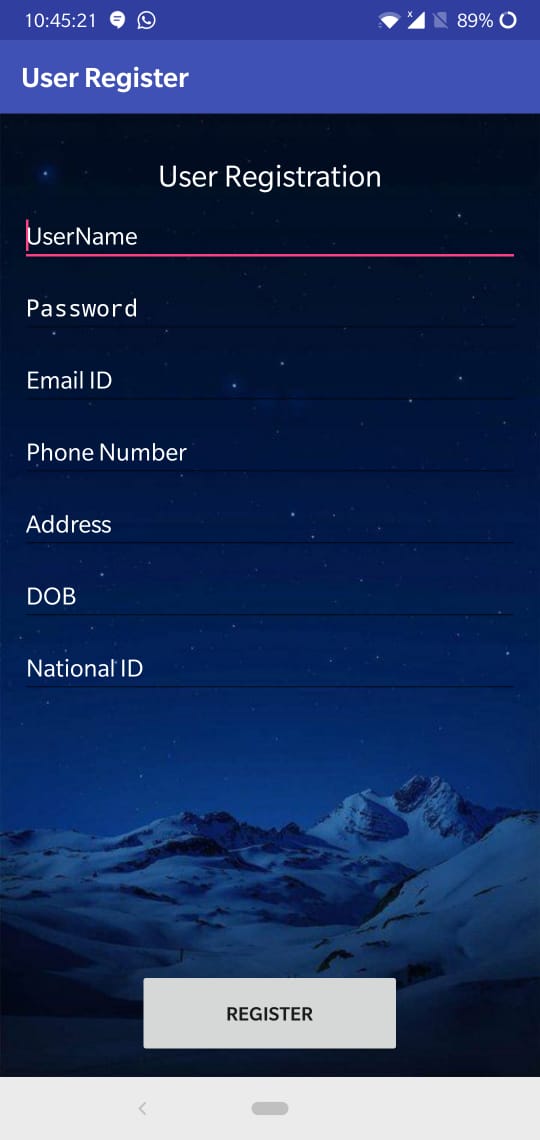 10:45:21
89%
User Register
User Registration
UserName
Password
Email ID
Phone Number
Address
DOB
National ID
REGISTER